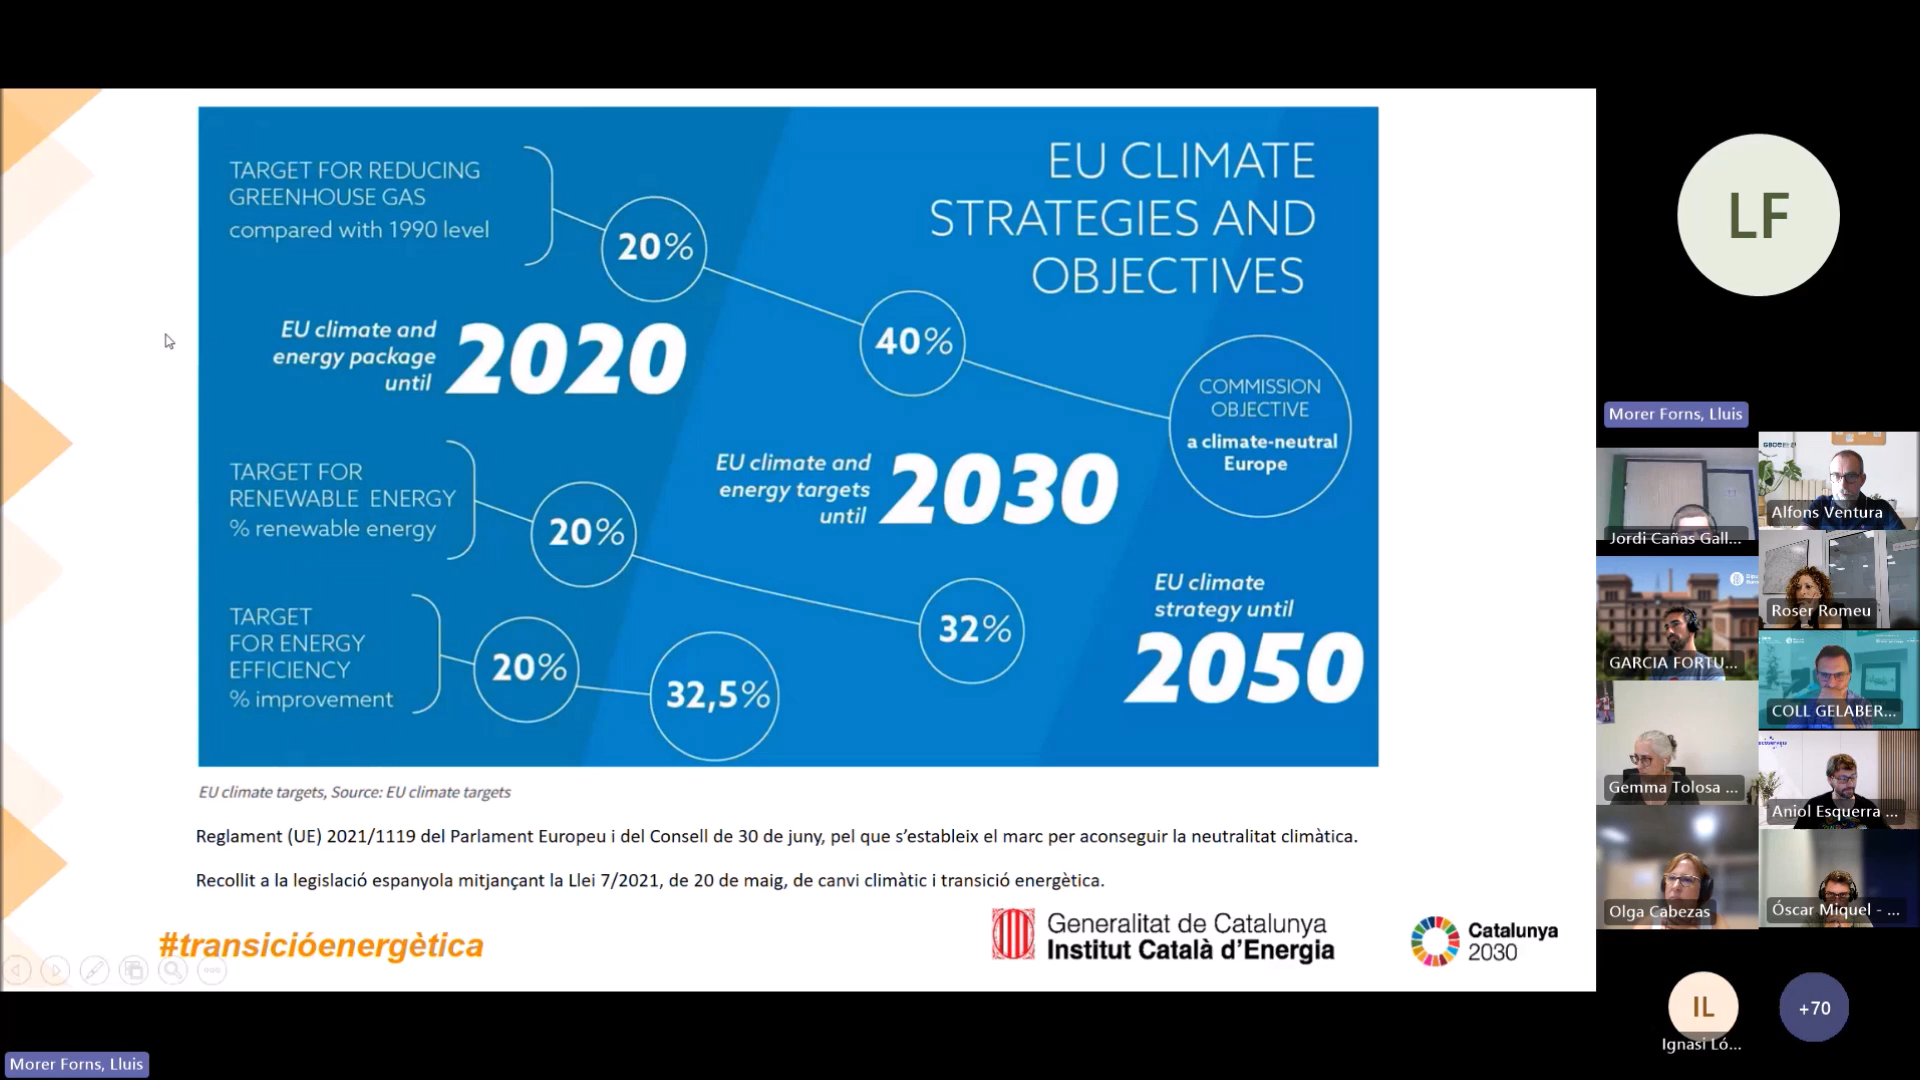 TARGET FOR REDUCING
GREENHOUSE GAS
compared with 1990 level
20%
40%
EU CLIMATE
STRATEGIES AND
OBJECTIVES
EU climate and
energy package
until
2020
COMMISSION
OBJECTIVE
a climate-neutral
Europe
EU climate and
energy targets
until
2030
TARGET FOR
RENEWABLE ENERGY
% renewable energy
20%
32%
EU climate
strategy until
2050
TARGET
FOR ENERGY
EFFICIENCY
% improvement
20%
32,5%
EU climate targets, Source: EU climate targets
Reglament (UE) 2021/1119 del Parlament Europeu i del Consell de 30 de juny, pel que s’estableix el marc per aconseguir la neutralitat climàtica.
Recollit a la legislació espanyola mitjançant la Llei 7/2021, de 20 de maig, de canvi climàtic i transició energètica.
#transicióenergètica
Generalitat de Catalunya
Institut Català d’Energia
Catalunya
2030
LF
Morer Forns, Lluis
Jordi Cañas Gall...
Alfons Ventura
Roser Romeu
GARCIA FORTU...
COLL GELABER...
Gemma Tolosa ...
Aniol Esquerra ...
Olga Cabezas
Óscar Miquel - ...
IL
Ignasi Ló...
+70
Morer Forns, Lluis